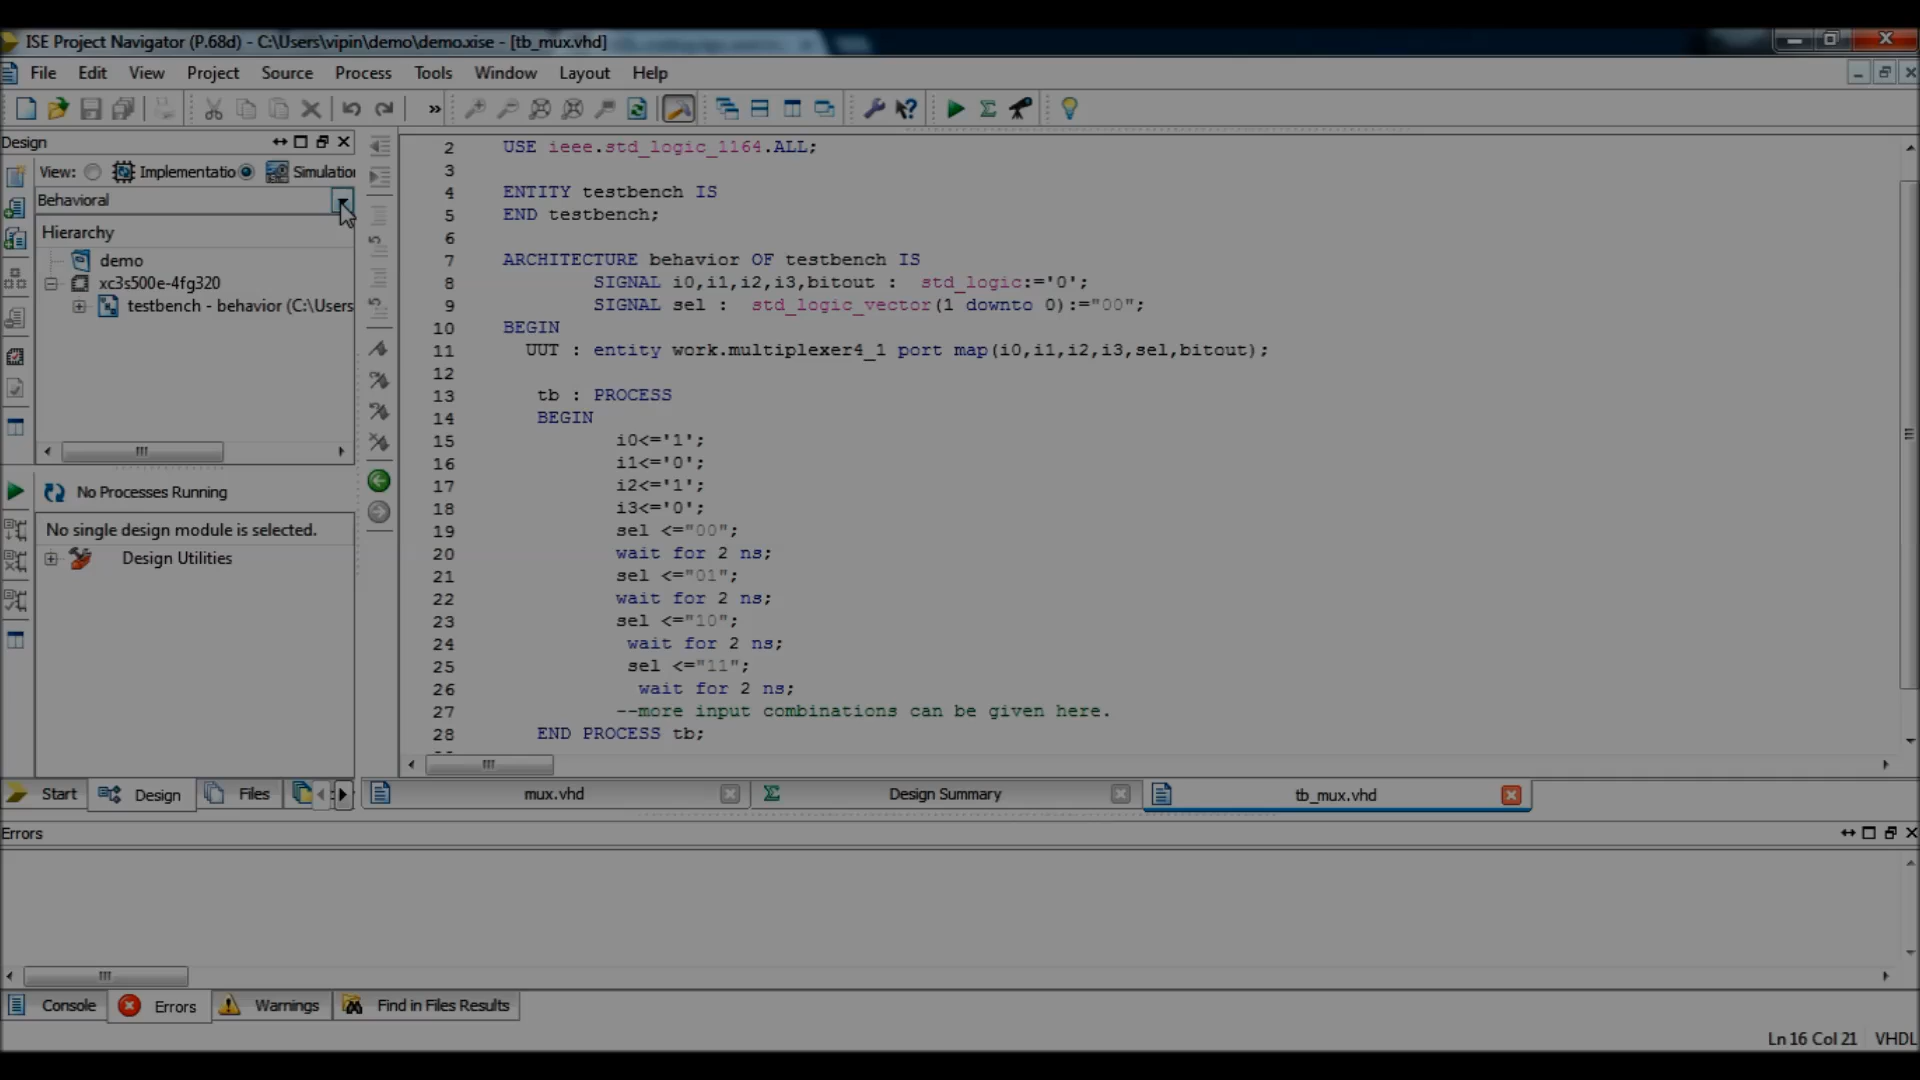 ISE Project Navigator (P.68d) - C:\Users\vipin\demo\demo.xise - [tb_mux.vhd]
File Edit View Project Source Process Tools Window Layout Help
Design
View: Implementatio Simulation
Behavioral
Hierarchy
demo
xc3s500e-4fg320
testbench - behavior (C:\Users
No Processes Running
No single design module is selected.
Design Utilities
Start Design Files
2 USE ieee.std_logic_1164.ALL;
3
4 ENTITY testbench IS
5 END testbench;
6
7 ARCHITECTURE behavior OF testbench IS
8 SIGNAL i0,i1,i2,i3,bitout : std_logic:='0';
9 SIGNAL sel : std_logic_vector(1 downto 0):="00";
10 BEGIN
11 UUT : entity work.multiplexer4_1 port map(i0,i1,i2,i3,sel,bitout);
12
13 tb : PROCESS
14 BEGIN
15 i0<='1';
16 i1<='0';
17 i2<='1';
18 i3<='0';
19 sel <="00";
20 wait for 2 ns;
21 sel <="01";
22 wait for 2 ns;
23 sel <="10";
24 wait for 2 ns;
25 sel <="11";
26 wait for 2 ns;
27 --more input combinations can be given here.
28 END PROCESS tb;
mux.vhd Design Summary tb_mux.vhd
Errors
Console Errors Warnings Find in Files Results
Ln 16 Col 21 VHDL